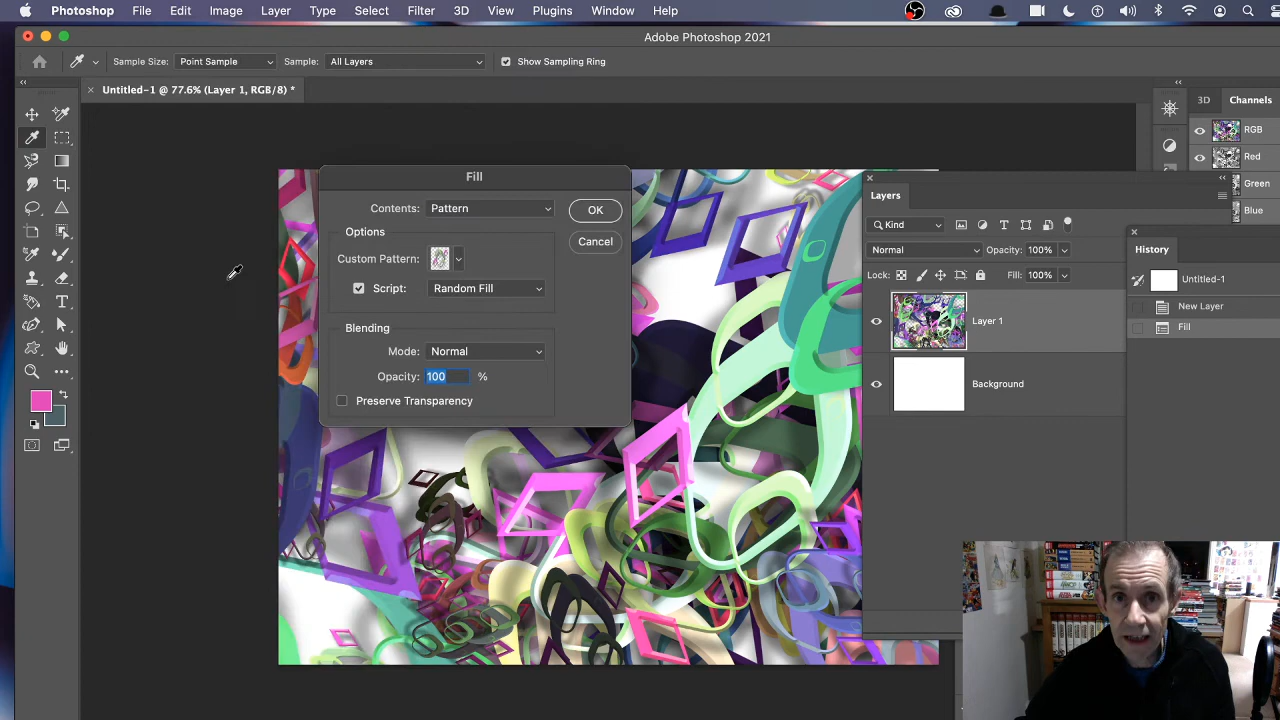 Photoshop File Edit Image Layer Type Select Filter 3D View Plugins Window Help
Adobe Photoshop 2021
Sample Size: Point Sample Sample: All Layers Show Sampling Ring
Untitled-1 @ 77.6% (Layer 1, RGB/8) *
3D Channels
RGB
Red
Green
Blue
Fill
Contents: Pattern
OK
Options
Cancel
Custom Pattern:
Script: Random Fill
Blending
Mode: Normal
Opacity: 100 %
Preserve Transparency
Layers
Kind
Normal Opacity: 100%
Lock: Fill: 100%
Layer 1
Background
History
Untitled-1
New Layer
Fill